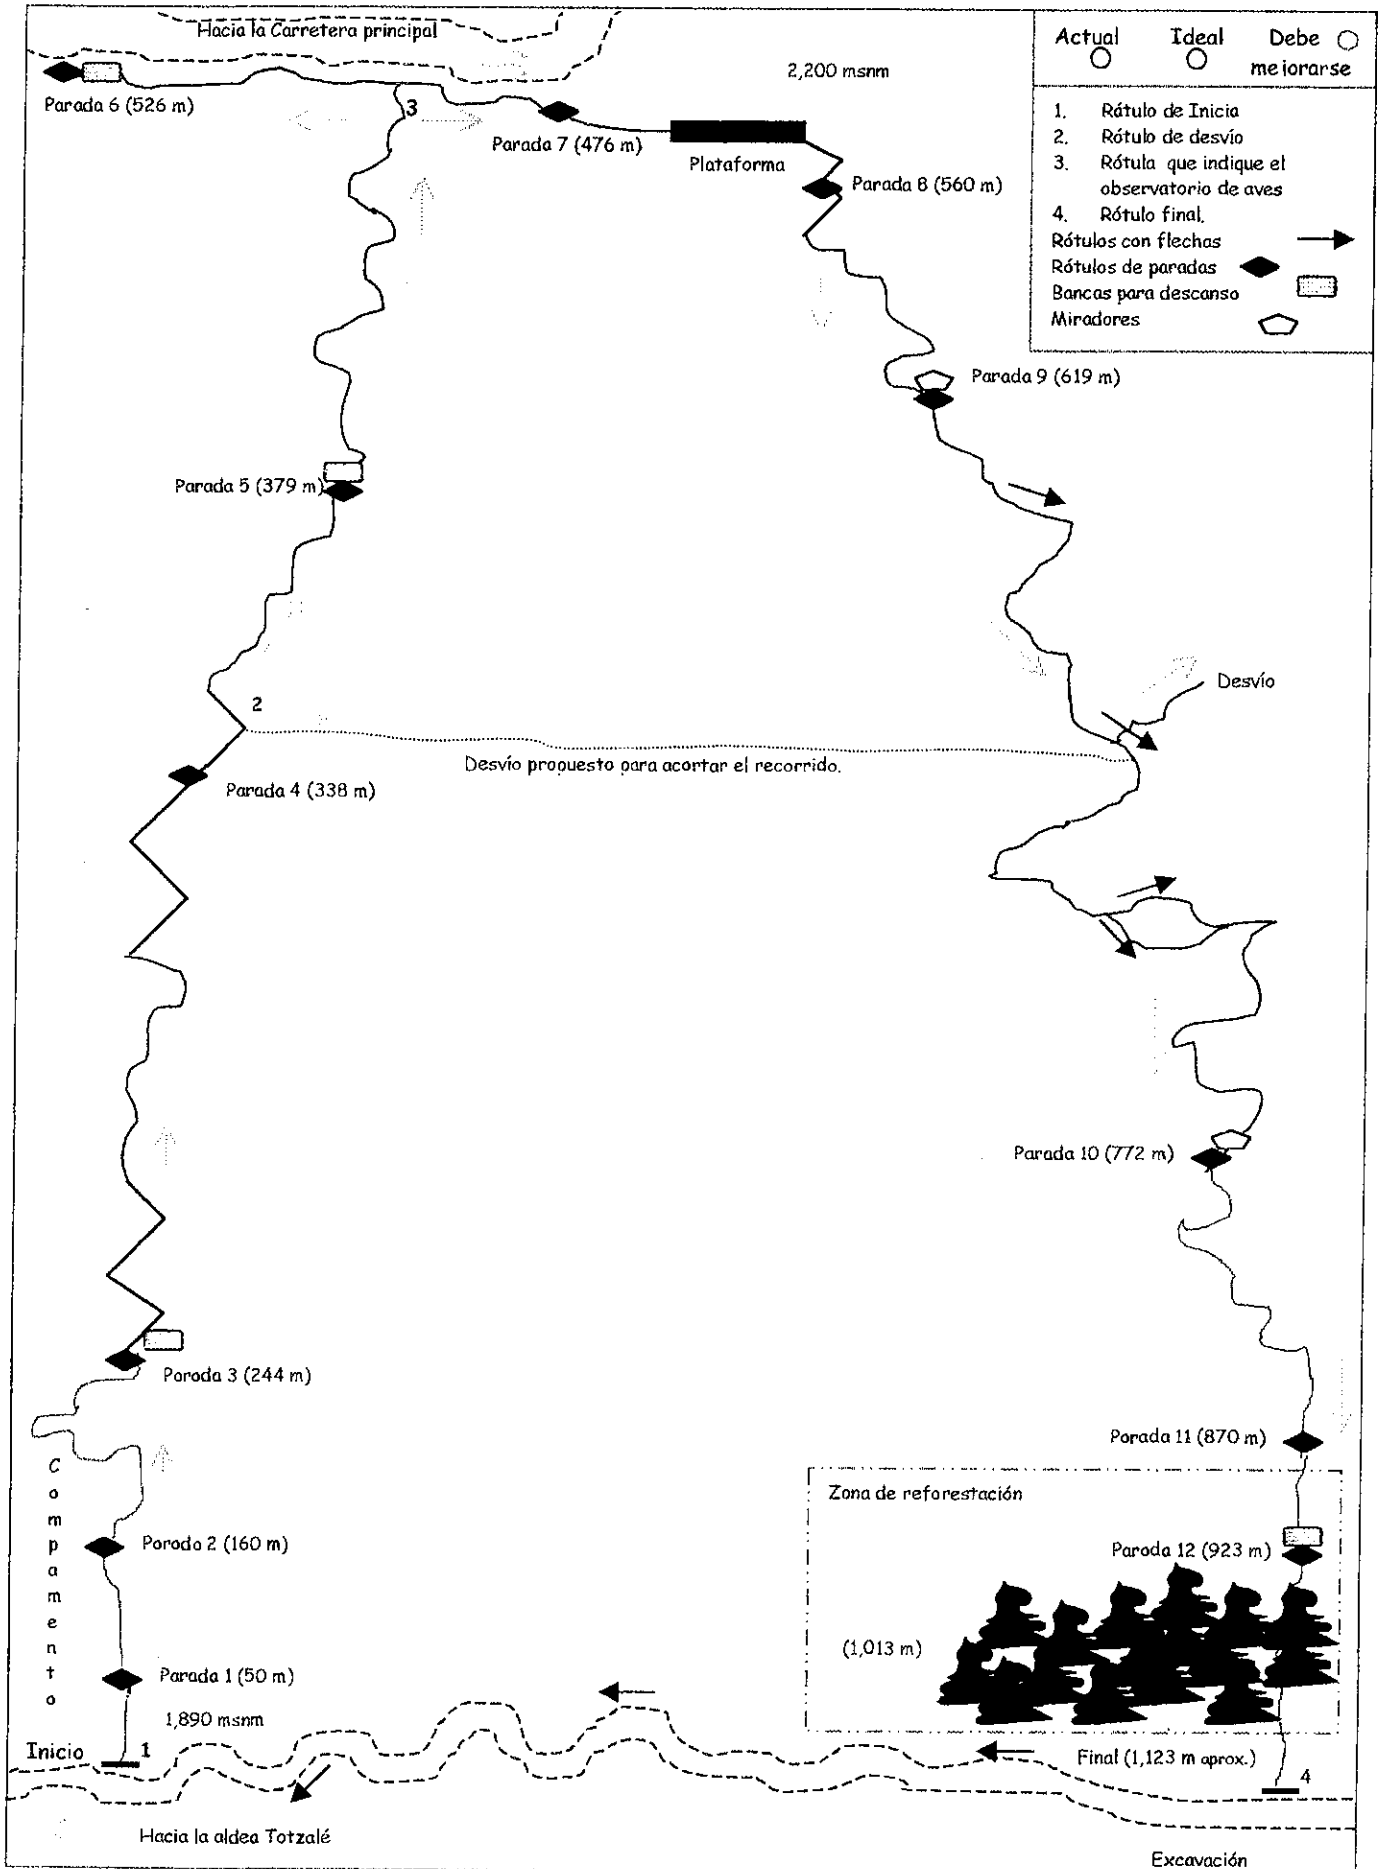 Hacia la Carretera principal
Actual Ideal Debe
mejorarse
2,200 msnm
Parada 6 (526 m)
3
Parada 7 (476 m)
Plataforma
Parada 8 (560 m)
1. Rótulo de Inicia
2. Rótulo de desvío
3. Rótula que indique el
observatorio de aves
4. Rótulo final.
Rótulos con flechas
Rótulos de paradas
Bancas para descanso
Miradores
Parada 9 (619 m)
Parada 5 (379 m)
Desvío
2
Desvío propuesto para acortar el recorrido.
Parada 4 (338 m)
Parada 10 (772 m)
Poroda 3 (244 m)
Porada 11 (870 m)
Compamento
Zona de reforestación
Poroda 2 (160 m)
Paroda 12 (923 m)
(1,013 m)
Parada 1 (50 m)
1,890 msnm
Inicio 1
Final (1,123 m aprox.)
4
Hacia la aldea Totzalé
Excavación